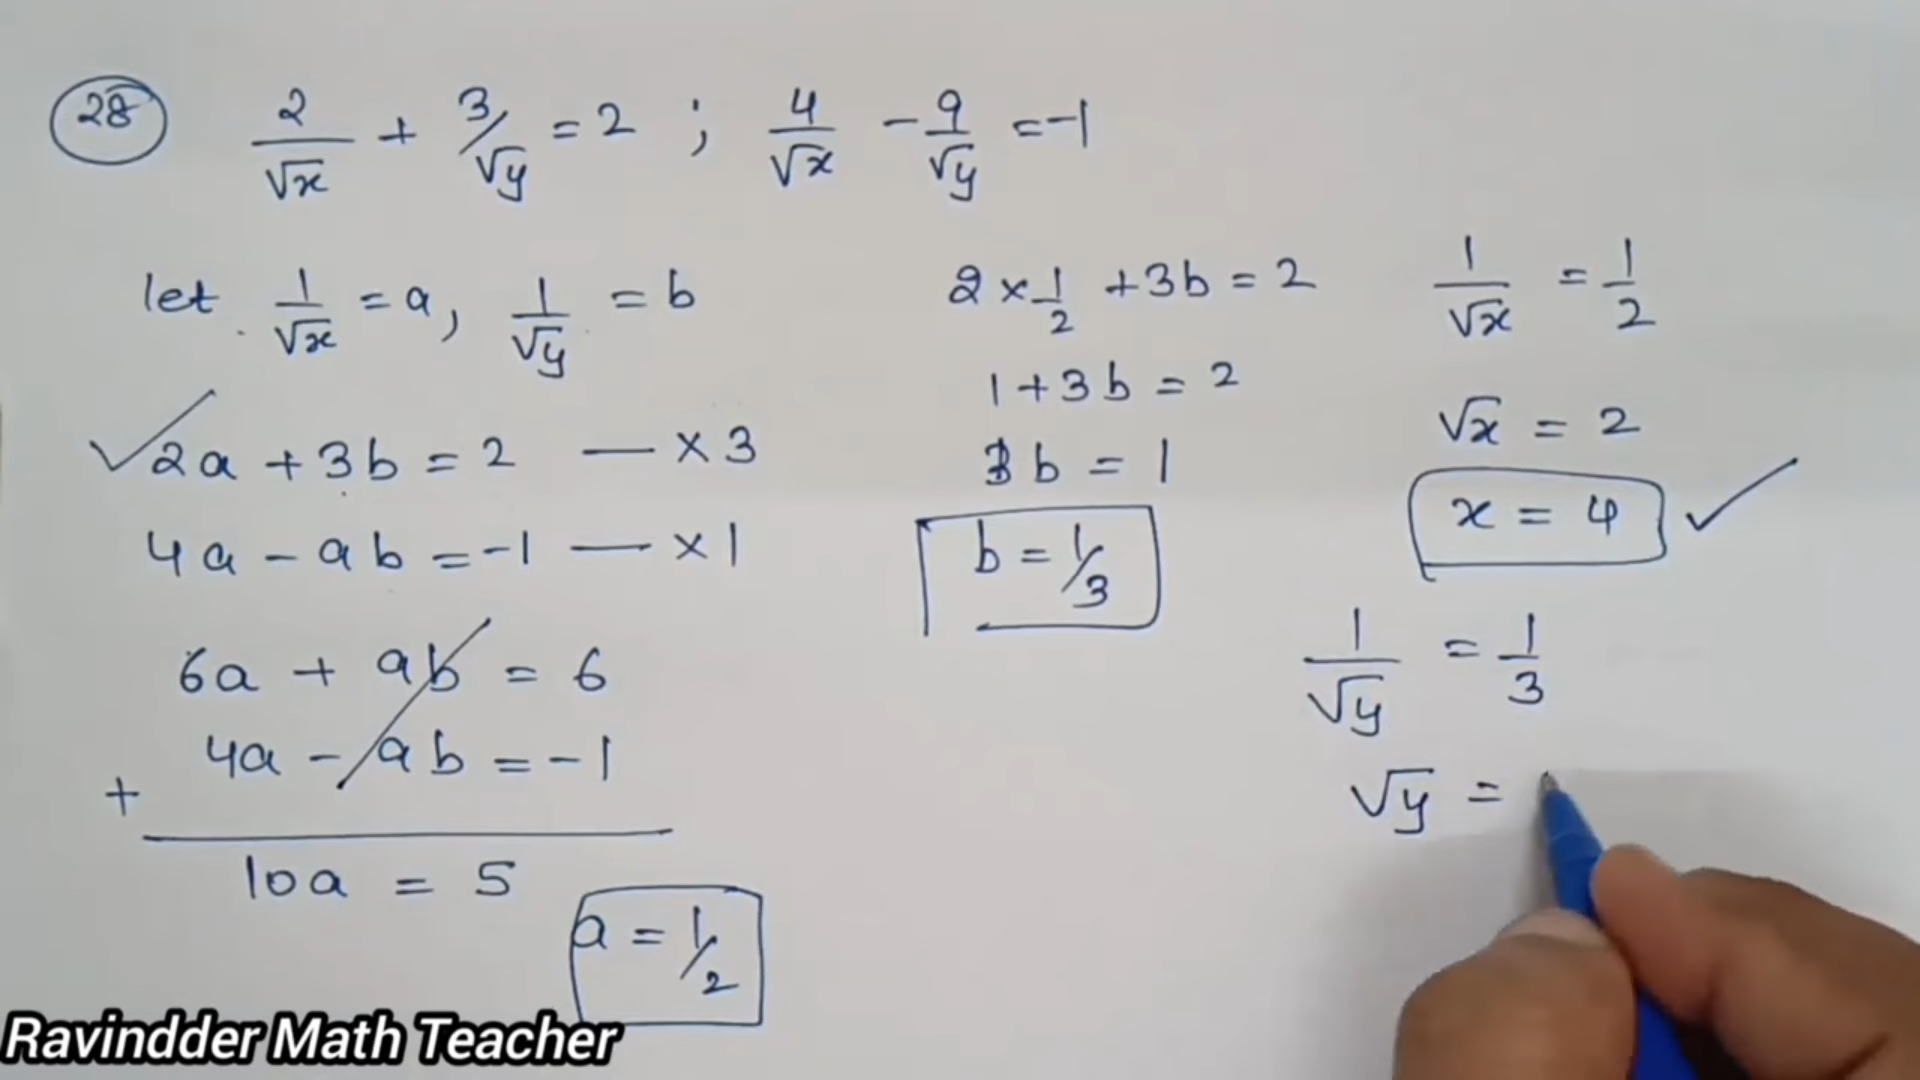 28 2/√x + 3/√y = 2 ; 4/√x - 9/√y = -1
let 1/√x = a, 1/√y = b
2a + 3b = 2 — × 3
4a - 9b = -1 — × 1
6a + 9b = 6
+ 4a - 9b = -1
10a = 5
a = 1/2
2 × 1/2 + 3b = 2
1 + 3b = 2
3b = 1
b = 1/3
1/√x = 1/2
√x = 2
x = 4 ✓
1/√y = 1/3
√y =
Ravindder Math Teacher